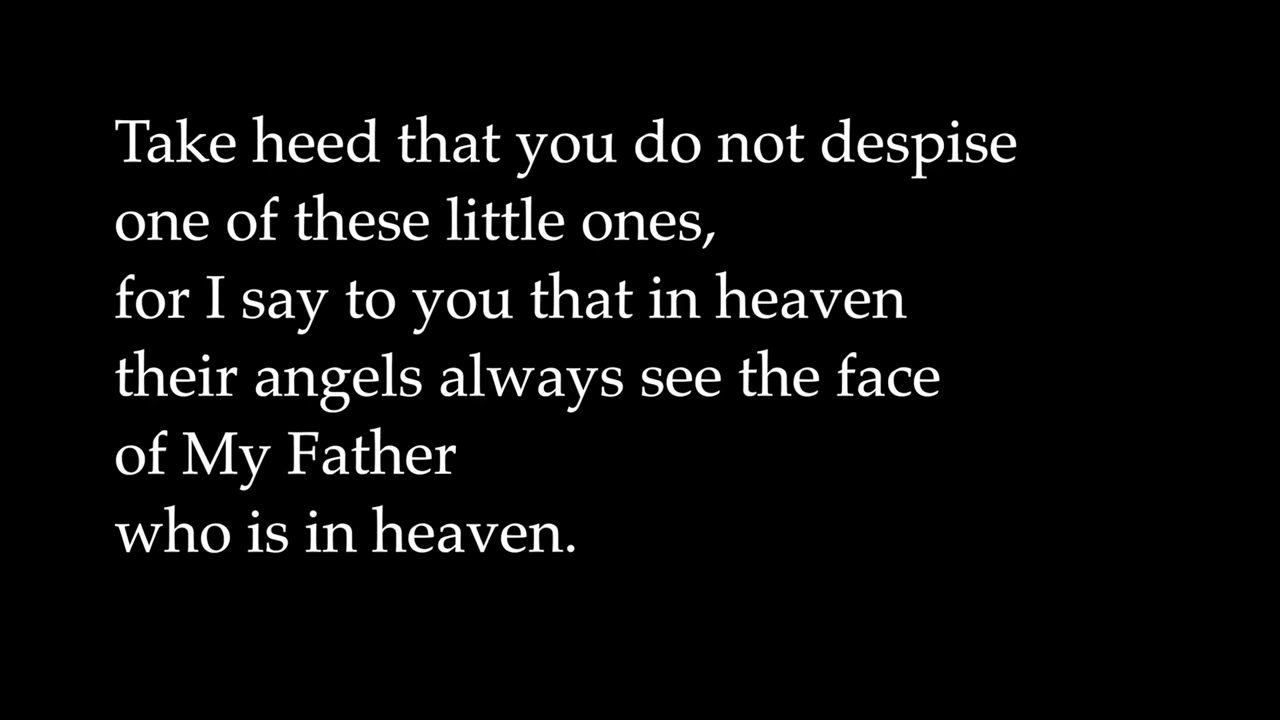 Take heed that you do not despise
one of these little ones,
for I say to you that in heaven
their angels always see the face
of My Father
who is in heaven.